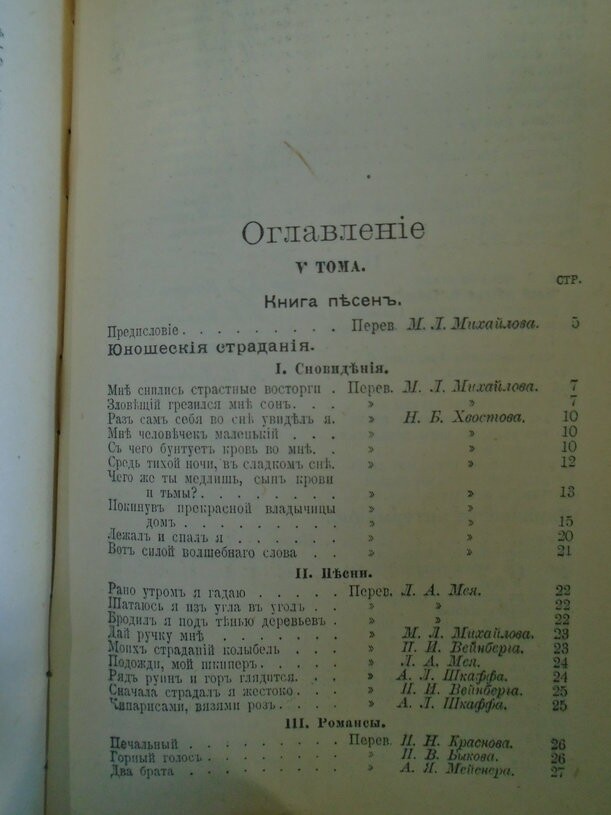 Оглавленіе
V ТОМА.
СТР.
Книга пѣсенъ.
Предисловіе . . . . . . . . . Перев. М. Л. Михайлова. 5
Юношескія страданія.
I. Сновидѣнія.
Мнѣ снились страстные восторги . Перев. М. Л. Михайлова. 7
Зловѣщій грезился мнѣ сонъ. . . » » 7
Разъ самъ себя во снѣ увидѣлъ я. » Н. Б. Хвостова. 10
Мнѣ человѣчекъ маленькій . . . » » 10
Съ чего бунтуетъ кровь во мнѣ. . » » 10
Средь тихой ночи, въ сладкомъ снѣ. » » 12
Чего же ты медлишь, сынъ крови
и тьмы? . . . . . . . . » » 13
Покинувъ прекрасной владычицы
домъ . . . . . . . . . » » 15
Лежалъ и спалъ я . . . . . . » » 20
Вотъ силой волшебнаго слова . . » » 21
II. Пѣсни.
Рано утромъ я гадаю . . . . . Перев. Л. А. Мея. 22
Шатаюсь я изъ угла въ уголъ . . » » 22
Бродилъ я подъ тѣнью деревьевъ . » » 22
Дай ручку мнѣ . . . . . . . » М. Л. Михайлова. 23
Моихъ страданій колыбель . . . » П. И. Вейнберга. 23
Подожди, мой шкиперъ. . . . . » Л. А. Мея. 24
Рядъ руинъ и горъ глядится. . . » А. Л. Шкаффа. 24
Сначала страдалъ я жестоко . . . » П. И. Вейнберга. 25
Кипарисами, вязями розъ . . . . » А. Л. Шкаффа. 25
III. Романсы.
Печальный . . . . . . . . . Перев. П. Н. Краснова. 26
Горный голосъ . . . . . . . . » П. В. Быкова. 26
Два брата . . . . . . . . . » А. Я. Мейснера. 27